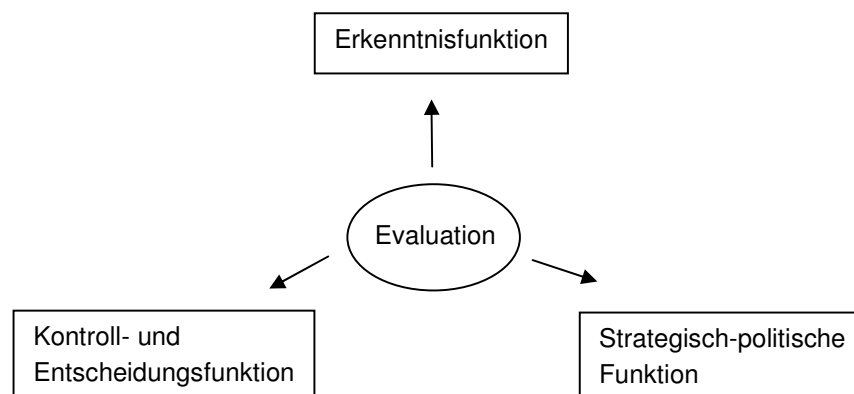 Erkenntnisfunktion
Evaluation
Kontroll- und
Entscheidungsfunktion
Strategisch-politische
Funktion